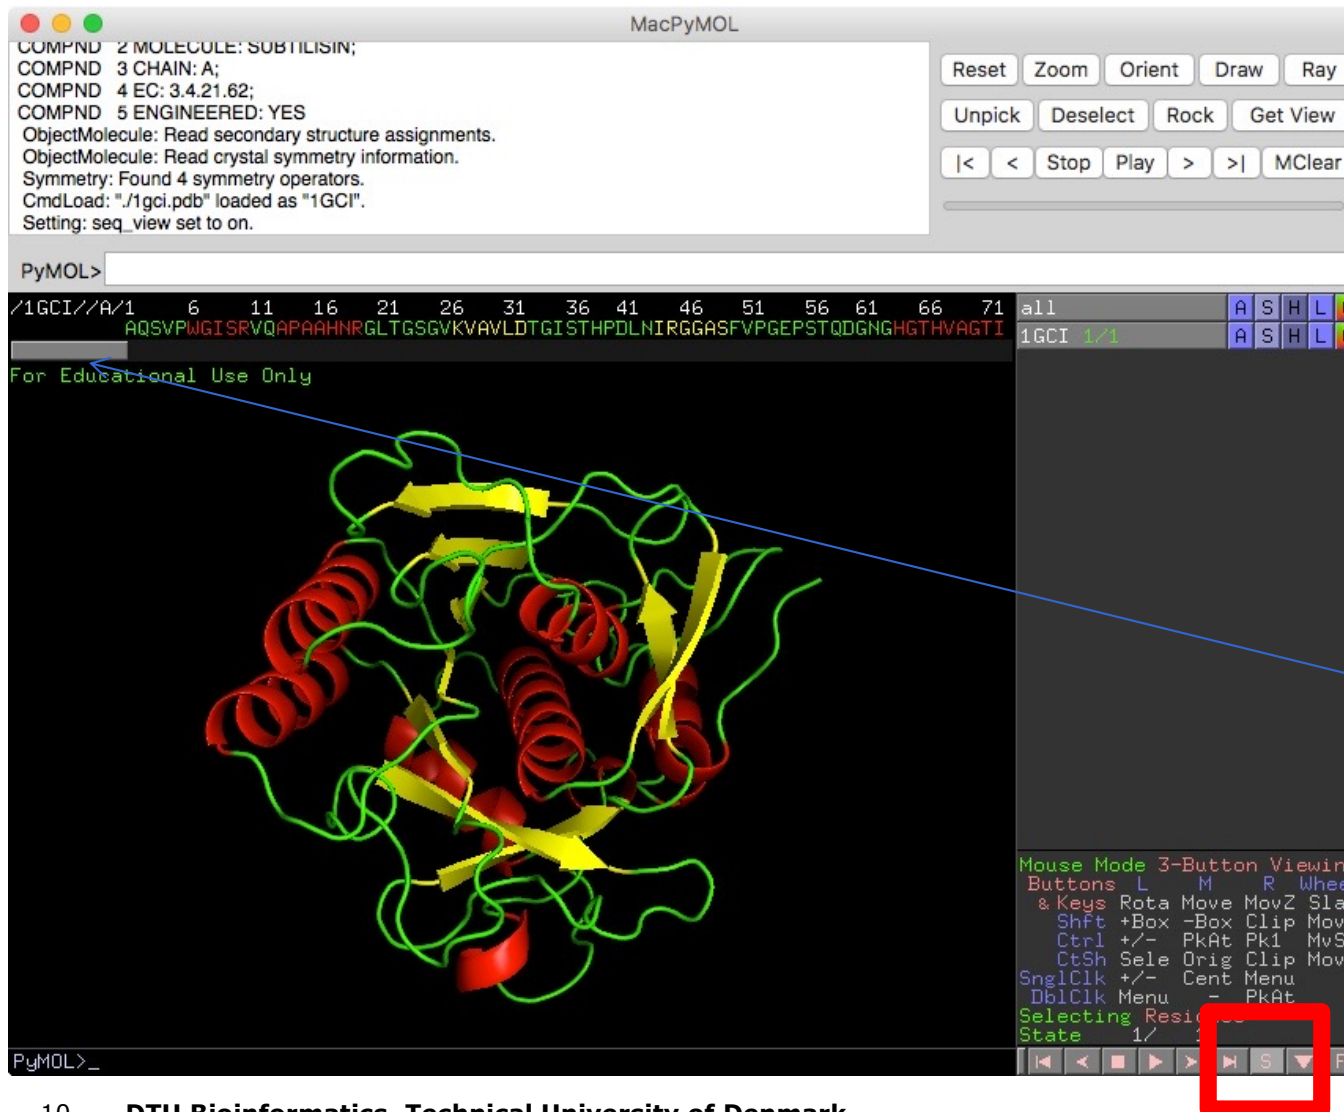 MacPyMOL
COMPND 2 MOLECULE: SUBTILISIN;
COMPND 3 CHAIN: A;
COMPND 4 EC: 3.4.21.62;
COMPND 5 ENGINEERED: YES
ObjectMolecule: Read secondary structure assignments.
ObjectMolecule: Read crystal symmetry information.
Symmetry: Found 4 symmetry operators.
CmdLoad: "./1gci.pdb" loaded as "1GCI".
Setting: seq_view set to on.
Reset Zoom Orient Draw Ray
Unpick Deselect Rock Get View
|< < Stop Play > >| MClear
PyMOL>
/1GCI//A/1 6 11 16 21 26 31 36 41 46 51 56 61 66 71
AQSVPWGISRVQAPAAHNRGLTGSGVKVAVLDTGISTHPDLNIRGGASFVPGEPSTQDGNGHGTHVAGTI
all A S H L
1GCI 1/1 A S H L
For Educational Use Only
Mouse Mode 3-Button Viewin
Buttons L M R Whee
& Keys Rota Move MovZ Sla
Shft +Box -Box Clip Mov
Ctrl +/- PkAt Pk1 MvS
CtSh Sele Orig Clip Mov
SnglClk +/- Cent Menu
DblClk Menu - PkAt
Selecting
State 1/
PyMOL>_
S F
DTU Bioinformatics, Technical University of Denmark